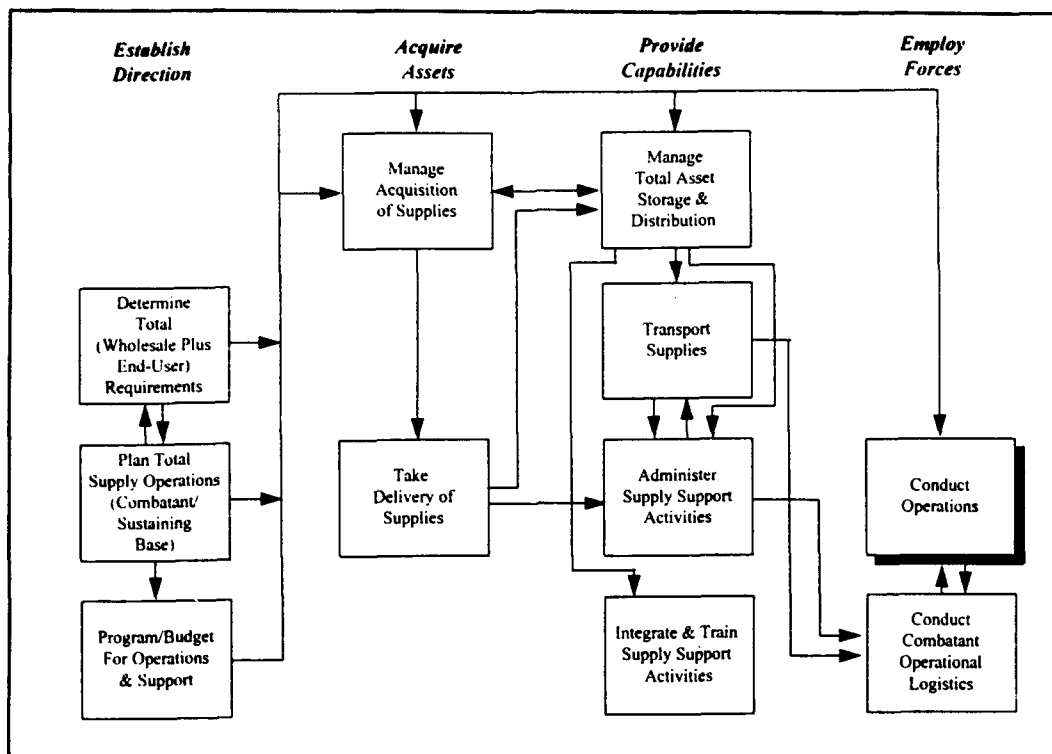 Establish
Direction
Acquire
Assets
Provide
Capabilities
Employ
Forces
Manage
Acquisition
of Supplies
Manage
Total Asset
Storage &
Distribution
Determine
Total
(Wholesale Plus
End-User)
Requirements
Transport
Supplies
Plan Total
Supply Operations
(Combatant/
Sustaining
Base)
Take
Delivery of
Supplies
Administer
Supply Support
Activities
Conduct
Operations
Program/Budget
For Operations
& Support
Integrate & Train
Supply Support
Activities
Conduct
Combatant
Operational
Logistics